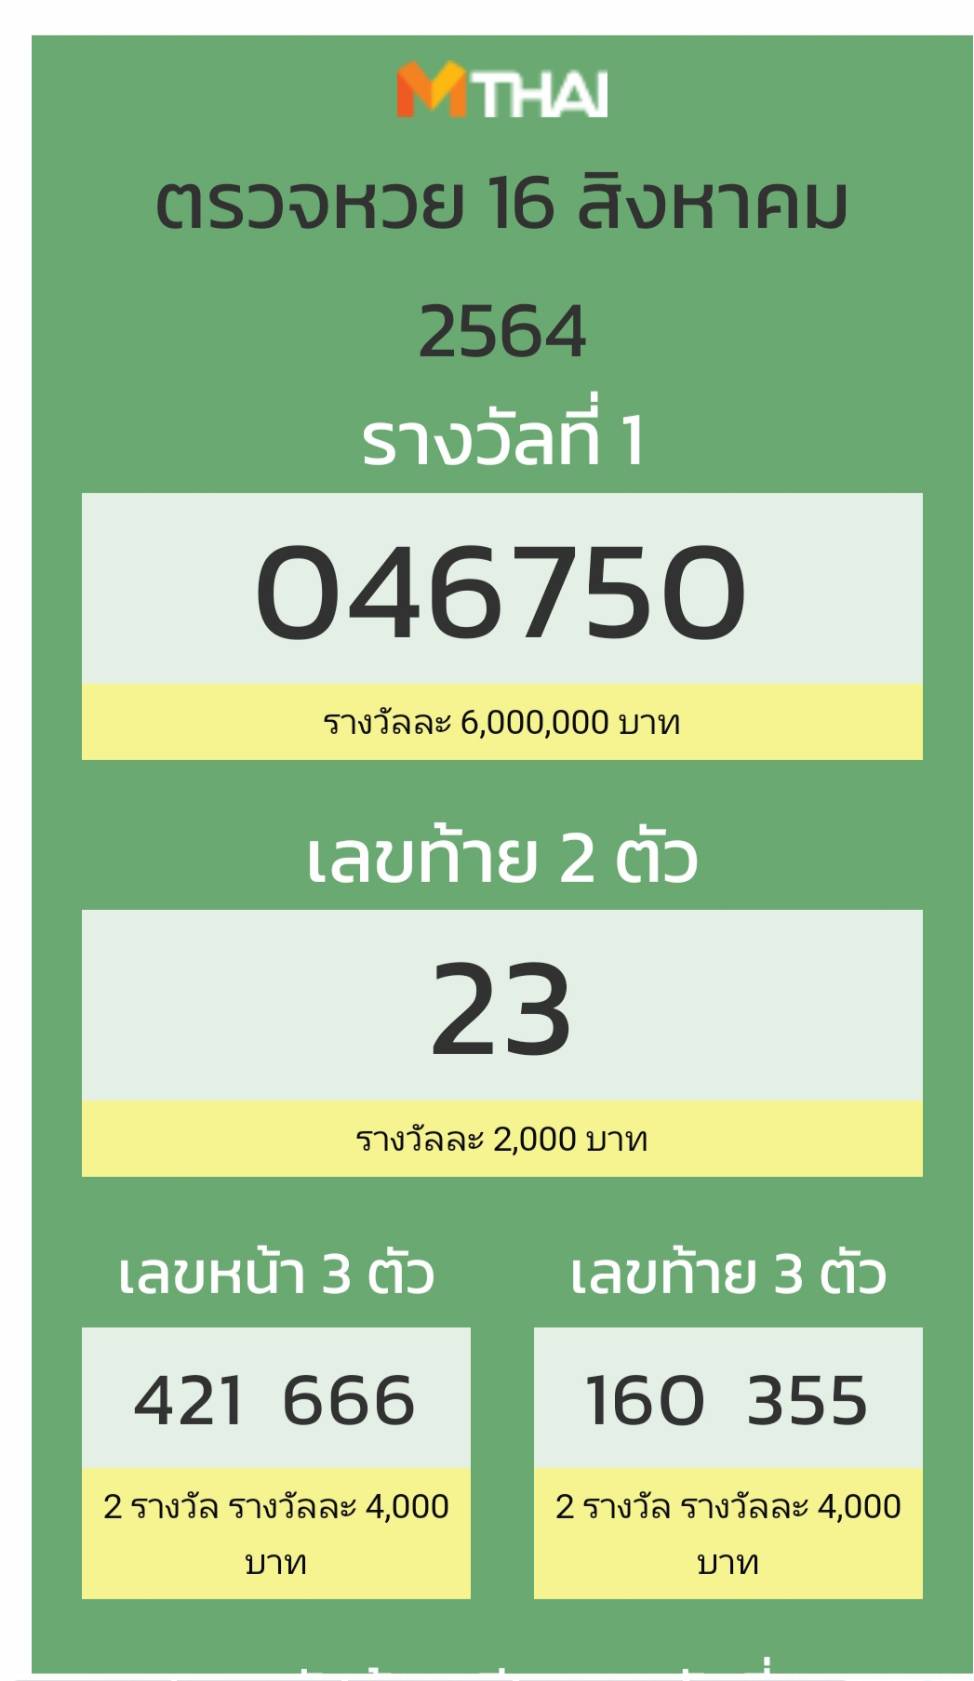 MTHAI
ตรวจหวย 16 สิงหาคม
2564
รางวัลที่ 1
046750
รางวัลละ 6,000,000 บาท
เลขท้าย 2 ตัว
23
รางวัลละ 2,000 บาท
เลขหน้า 3 ตัว
421 666
2 รางวัล รางวัลละ 4,000
บาท
เลขท้าย 3 ตัว
160 355
2 รางวัล รางวัลละ 4,000
บาท